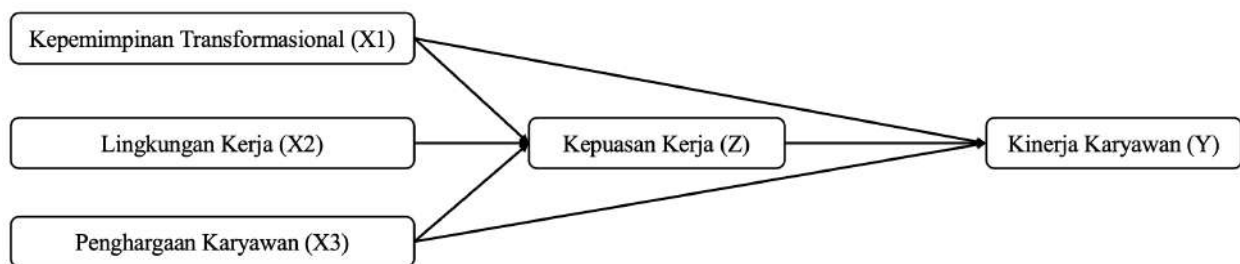 Kepemimpinan Transformasional (X1)
Lingkungan Kerja (X2)
Kepuasan Kerja (Z)
Kinerja Karyawan (Y)
Penghargaan Karyawan (X3)